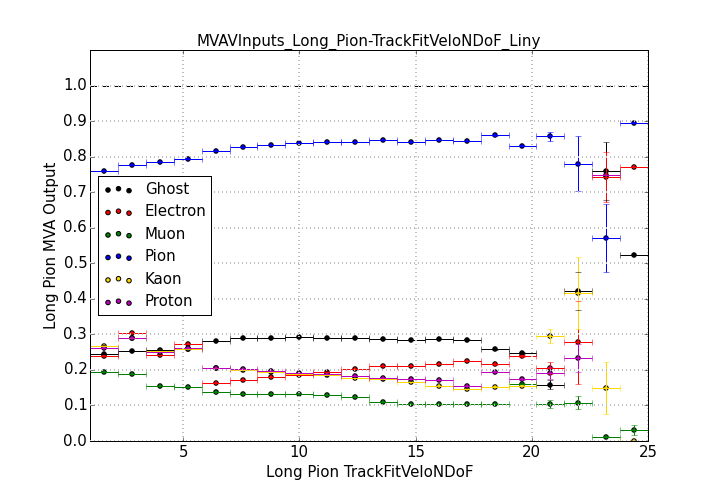 MVAVInputs_Long_Pion-TrackFitVeloNDoF_Liny
1.0
0.9
0.8
0.7
0.6
0.5
0.4
0.3
0.2
0.1
0.0
Long Pion MVA Output
Ghost
Electron
Muon
Pion
Kaon
Proton
5
10
15
20
25
Long Pion TrackFitVeloNDoF